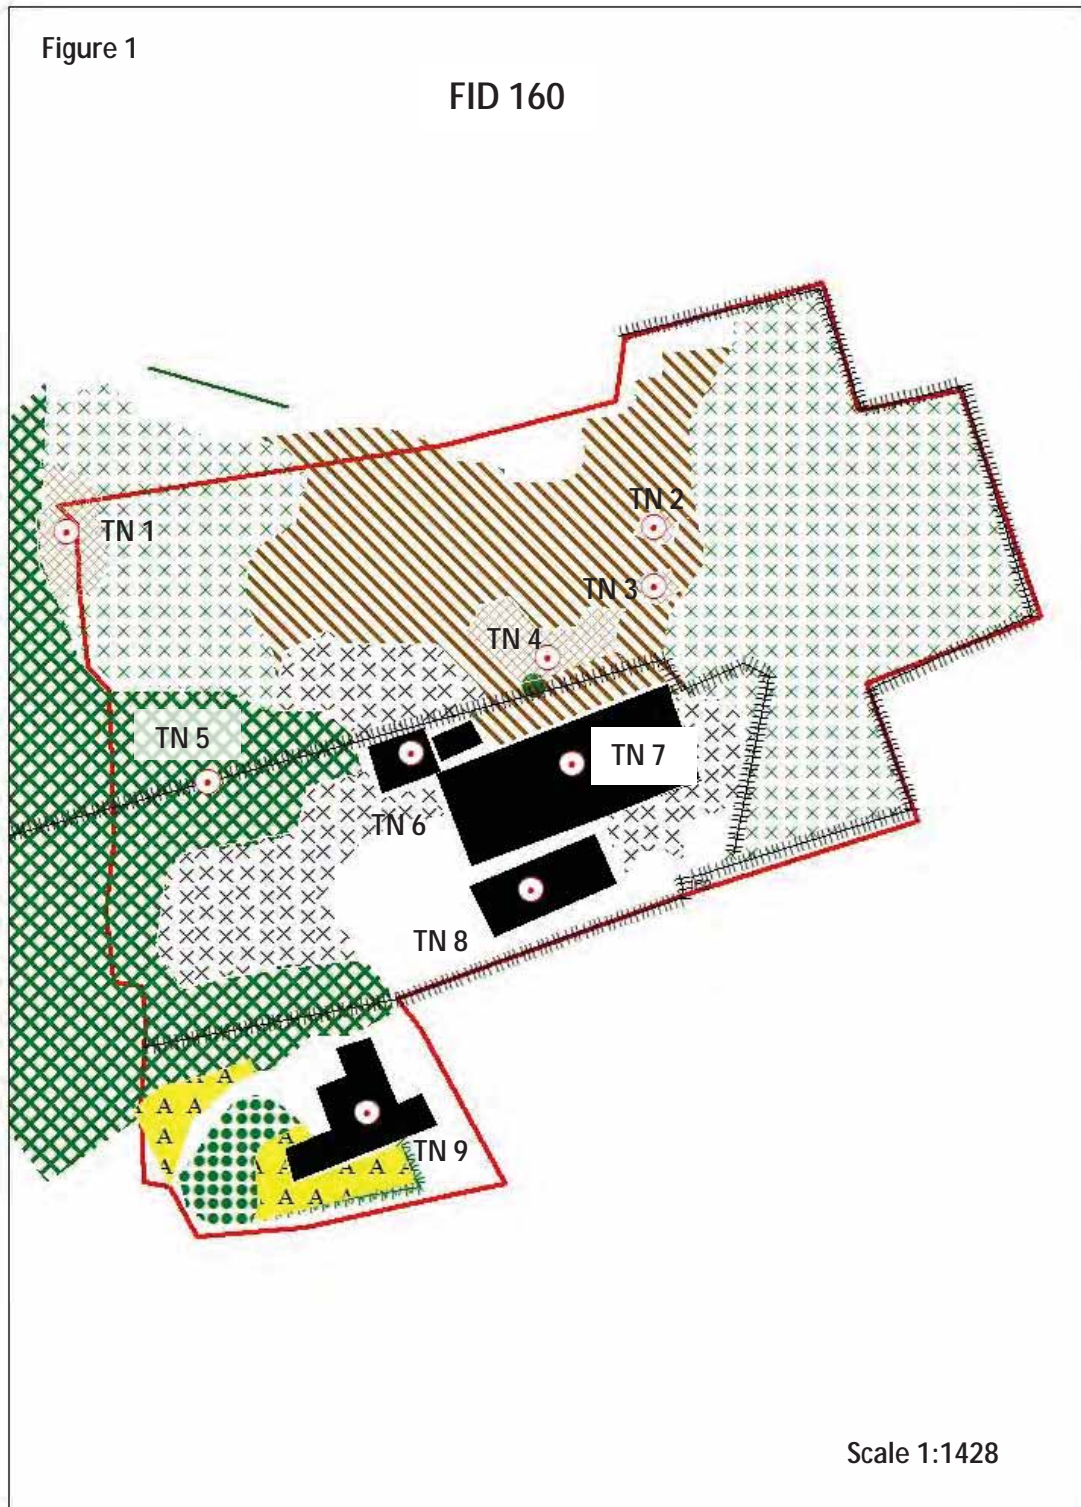 Figure 1
FID 160
TN 1
TN 2
TN 3
TN 4
TN 5
TN 6
TN 7
TN 8
TN 9
A
A A
A
A
A
A A A A
A A A
Scale 1:1428